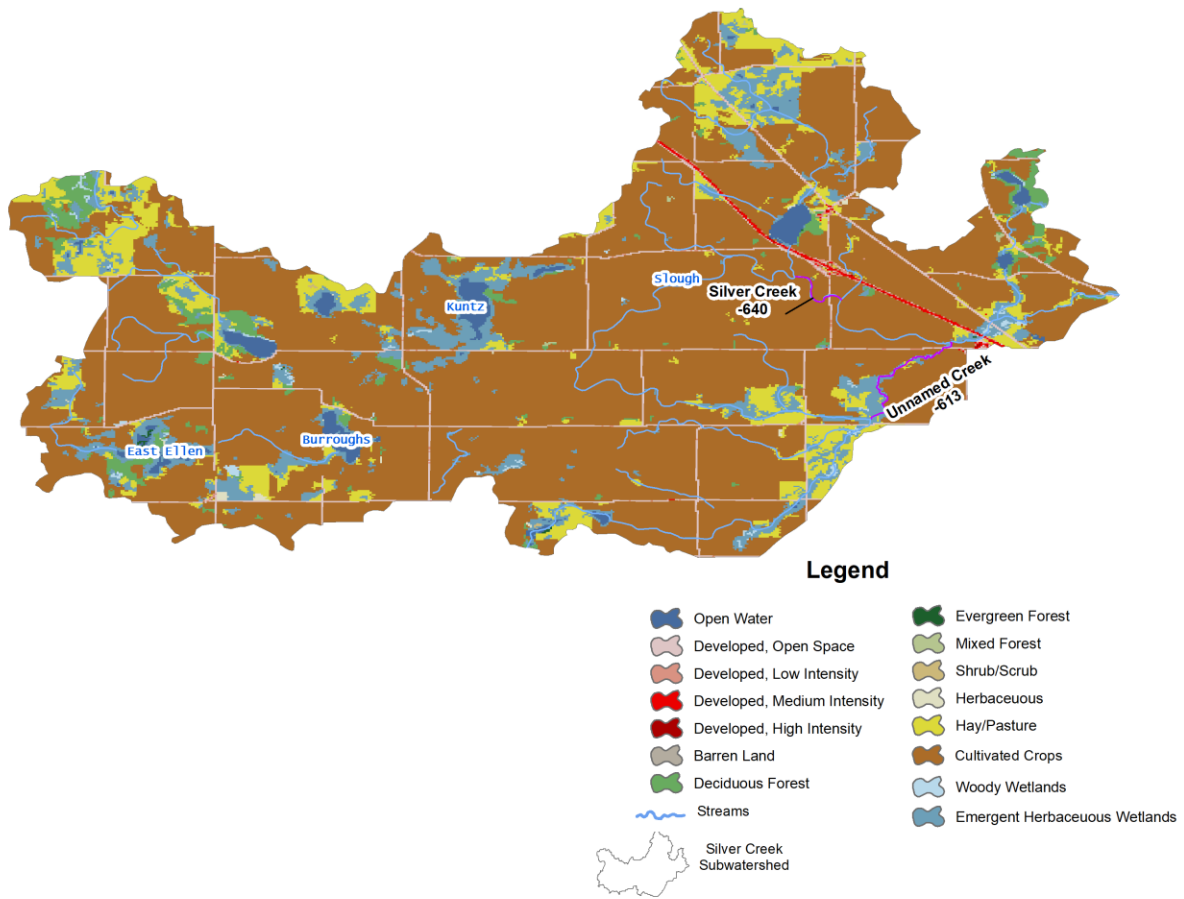 Slough
Silver Creek
-640
Kuntz
Unnamed Creek
-613
Burroughs
East Ellen
Legend
Open Water
Developed, Open Space
Developed, Low Intensity
Developed, Medium Intensity
Developed, High Intensity
Barren Land
Deciduous Forest
Streams
Silver Creek
Subwatershed
Evergreen Forest
Mixed Forest
Shrub/Scrub
Herbaceuous
Hay/Pasture
Cultivated Crops
Woody Wetlands
Emergent Herbaceuous Wetlands